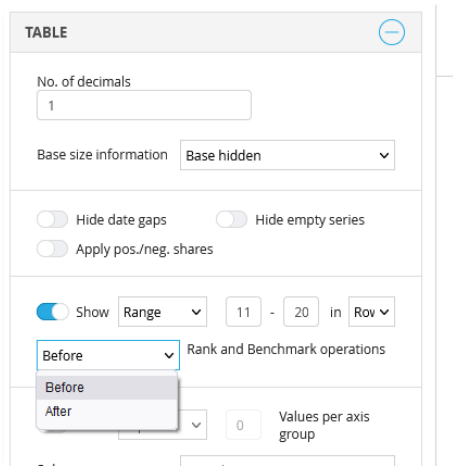 TABLE
No. of decimals
1
Base size information Base hidden
Hide date gaps Hide empty series
Apply pos./neg. shares
Show Range 11 - 20 in
Before Rank and Benchmark operations
Before
After
0 Values per axis
group